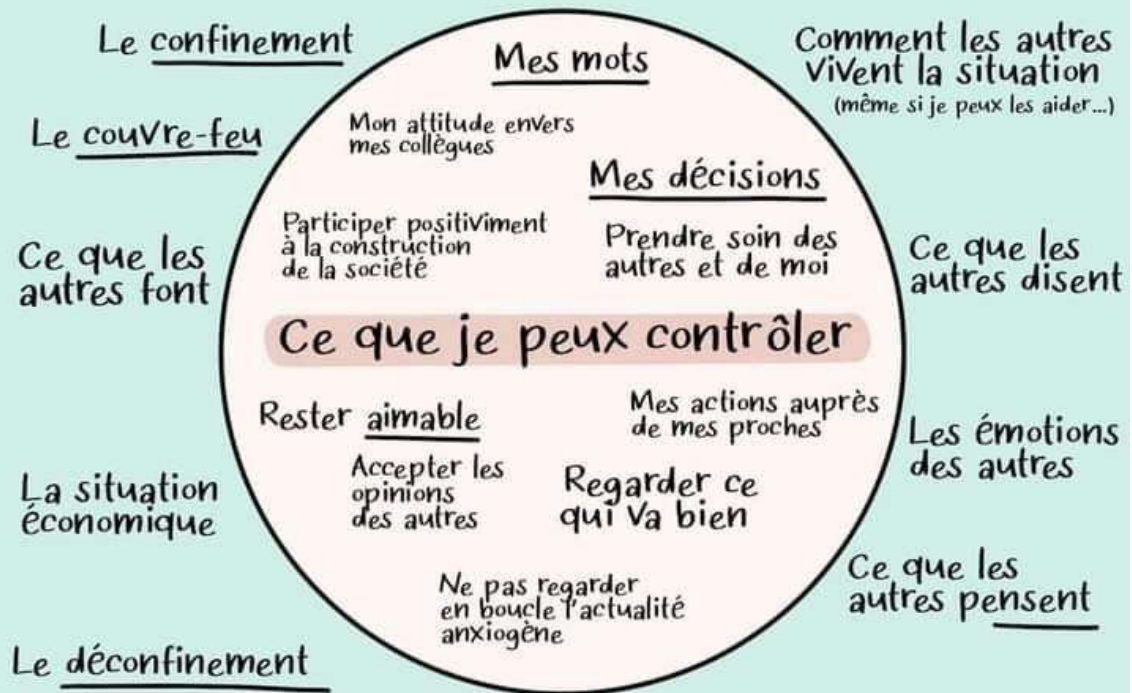 Le confinement
Mes mots
Comment les autres
vivent la situation
(même si je peux les aider...)
Le couvre-feu
Mon attitude envers
mes collègues
Mes décisions
Participer positiviment
à la construction
de la société
Prendre soin des
autres et de moi
Ce que les
autres font
Ce que les
autres disent
Ce que je peux contrôler
Rester aimable
Mes actions auprès
de mes proches
Les émotions
des autres
Accepter les
opinions
des autres
Regarder ce
qui va bien
La situation
économique
Ne pas regarder
en boucle l'actualité
anxiogène
Ce que les
autres pensent
Le déconfinement